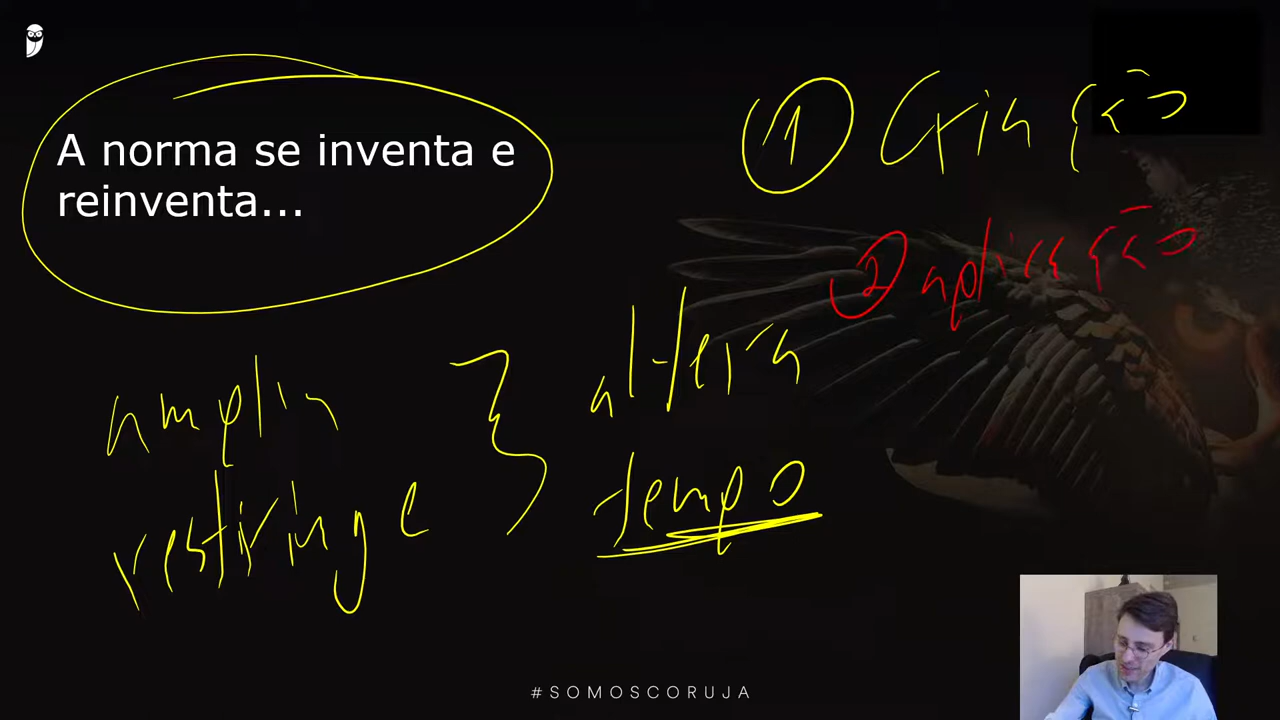 A norma se inventa e
reinventa...
1 Criação
2 aplicação
amplia
restringe
altera
tempo
#SOMOSCORUJA